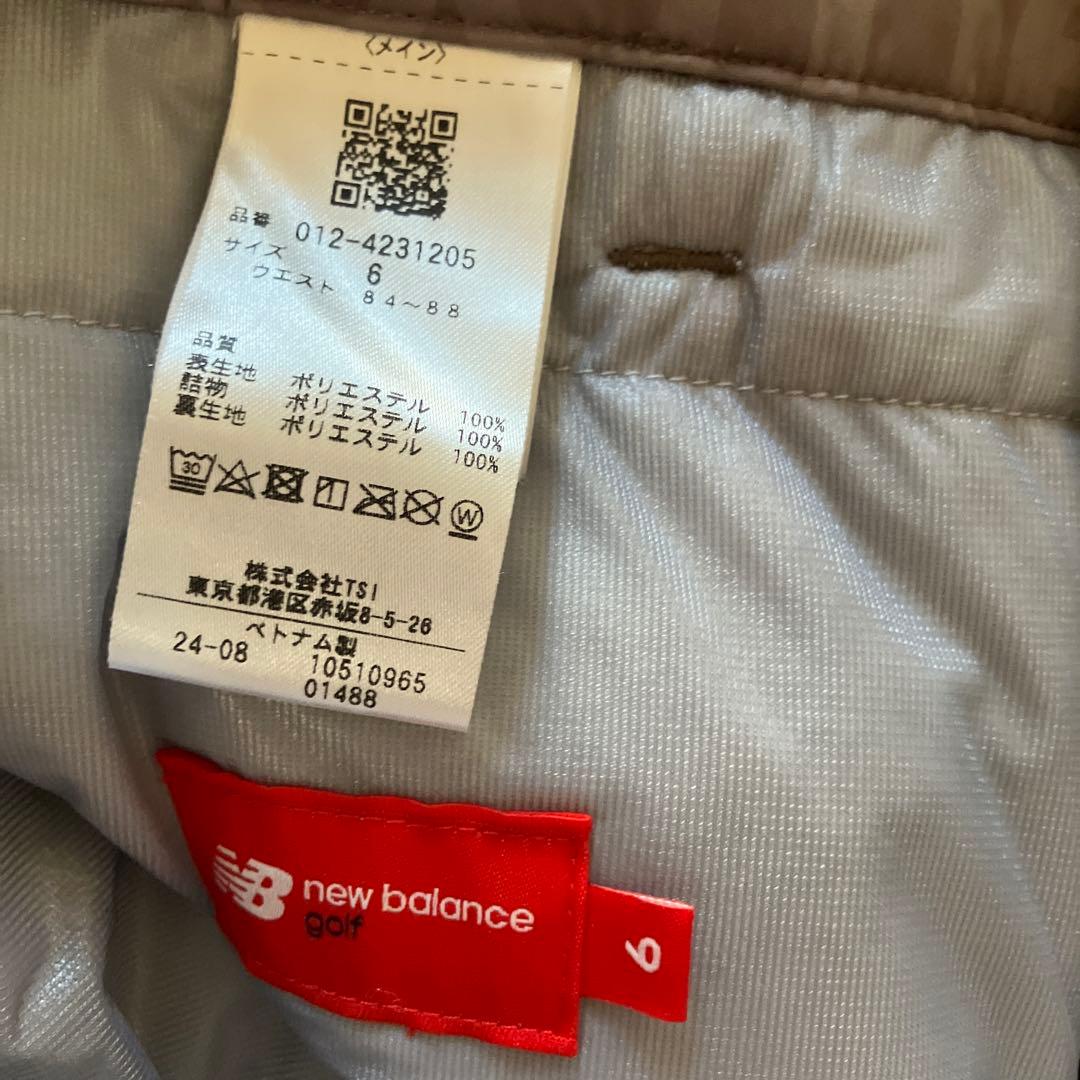 〈メイン〉
品番 012-4231205
サイズ 6
ウエスト 84～88
品質
表生地 ポリエステル 100%
詰物 ポリエステル 100%
裏生地 ポリエステル 100%
30
W
株式会社TSI
東京都港区赤坂8-5-26
ベトナム製
24-08 10510965
01488
NB new balance
golf
6